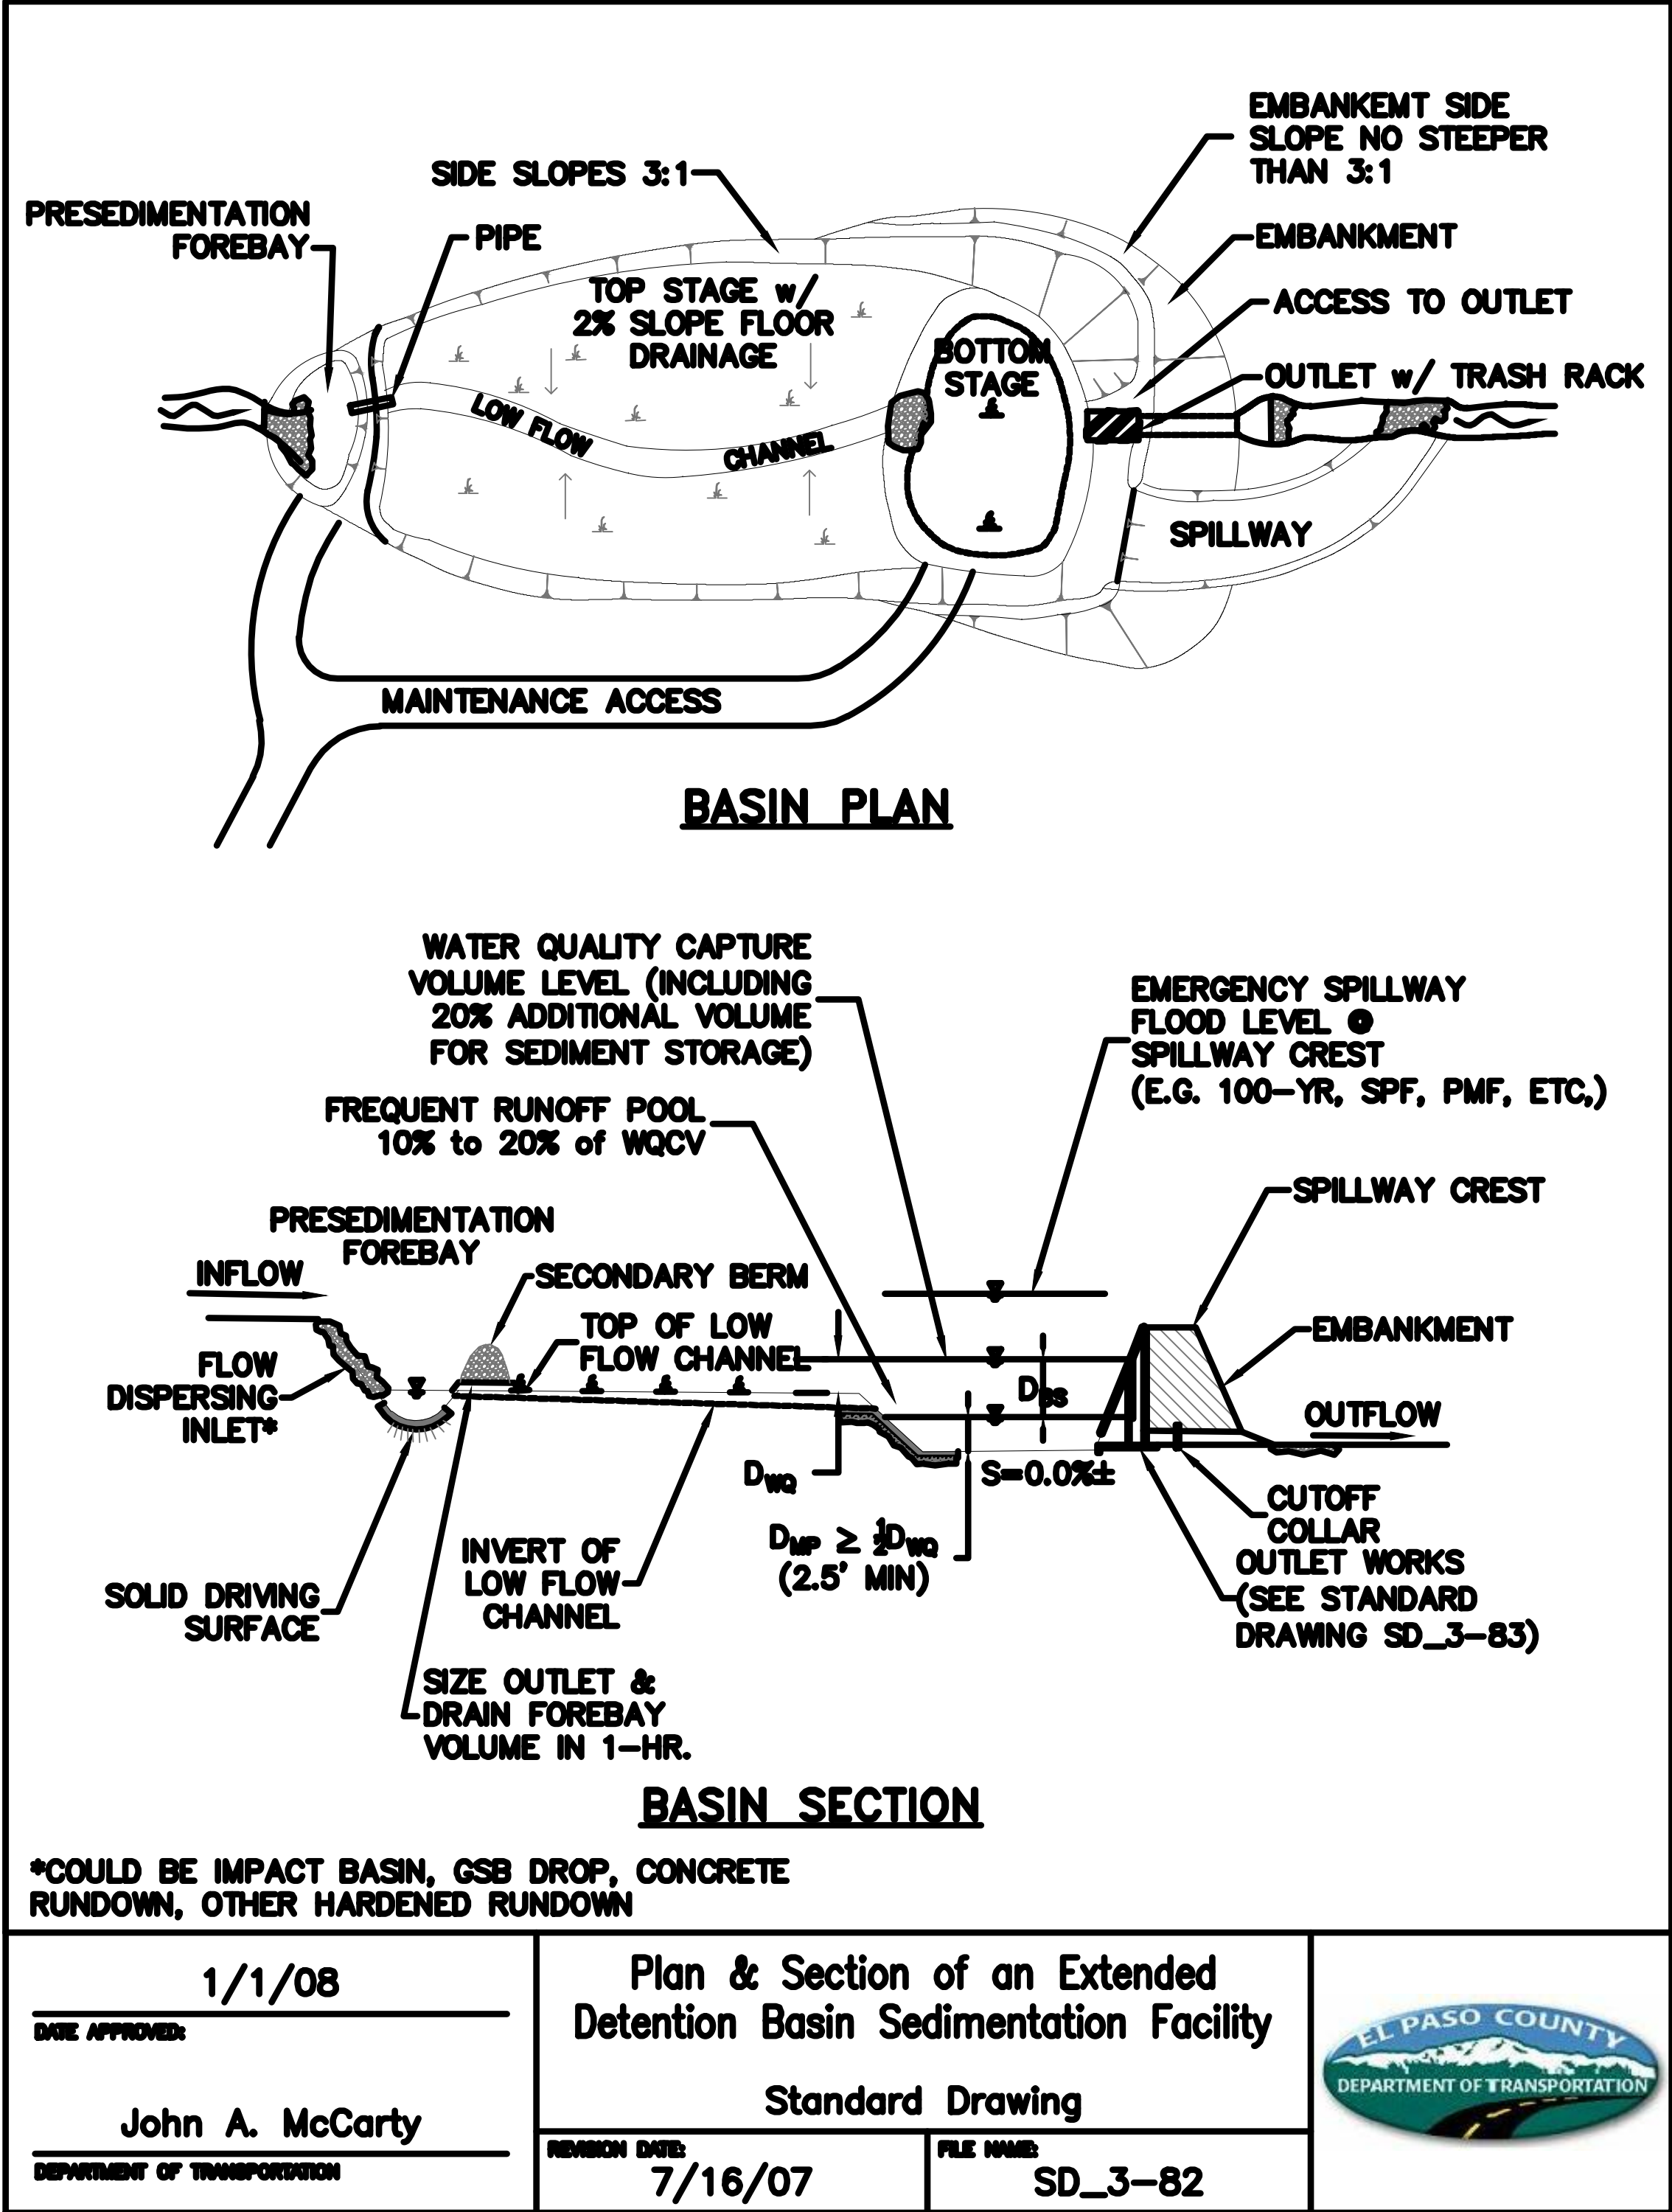 EMBANKEMT SIDE
SLOPE NO STEEPER
THAN 3:1
SIDE SLOPES 3:1
PRESEDIMENTATION
FOREBAY
PIPE
EMBANKMENT
TOP STAGE w/
2% SLOPE FLOOR
DRAINAGE
ACCESS TO OUTLET
BOTTOM
STAGE
OUTLET w/ TRASH RACK
LOW FLOW
CHANNEL
SPILLWAY
MAINTENANCE ACCESS
BASIN PLAN
WATER QUALITY CAPTURE
VOLUME LEVEL (INCLUDING
20% ADDITIONAL VOLUME
FOR SEDIMENT STORAGE)
EMERGENCY SPILLWAY
FLOOD LEVEL @
SPILLWAY CREST
(E.G. 100-YR, SPF, PMF, ETC,)
FREQUENT RUNOFF POOL
10% to 20% of WQCV
SPILLWAY CREST
PRESEDIMENTATION
FOREBAY
INFLOW
SECONDARY BERM
TOP OF LOW
FLOW CHANNEL
EMBANKMENT
FLOW
DISPERSING
INLET*
DBS
OUTFLOW
DWQ
S=0.0%±
DMP ≥ ½DWQ
(2.5' MIN)
CUTOFF
COLLAR
INVERT OF
LOW FLOW
CHANNEL
OUTLET WORKS
(SEE STANDARD
DRAWING SD_3-83)
SOLID DRIVING
SURFACE
SIZE OUTLET &
DRAIN FOREBAY
VOLUME IN 1-HR.
BASIN SECTION
*COULD BE IMPACT BASIN, GSB DROP, CONCRETE
RUNDOWN, OTHER HARDENED RUNDOWN
1/1/08
DATE APPROVED:
John A. McCarty
DEPARTMENT OF TRANSPORTATION
Plan & Section of an Extended
Detention Basin Sedimentation Facility
Standard Drawing
REVISION DATE:
7/16/07
FILE NAME:
SD_3-82
EL PASO COUNTY
DEPARTMENT OF TRANSPORTATION